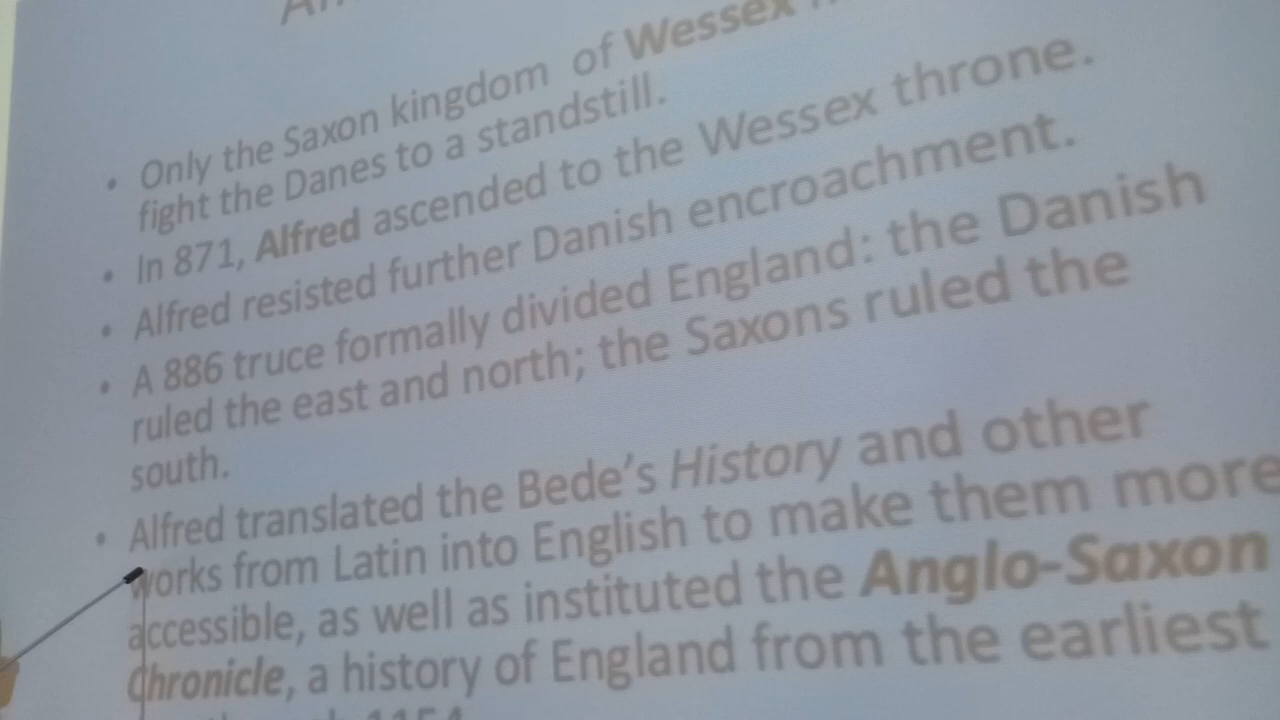 • Only the Saxon kingdom of Wessex
fight the Danes to a standstill.
• In 871, Alfred ascended to the Wessex throne.
• Alfred resisted further Danish encroachment.
• A 886 truce formally divided England: the Danish
ruled the east and north; the Saxons ruled the
south.
• Alfred translated the Bede's History and other
works from Latin into English to make them more
accessible, as well as instituted the Anglo-Saxon
Chronicle, a history of England from the earliest
1154